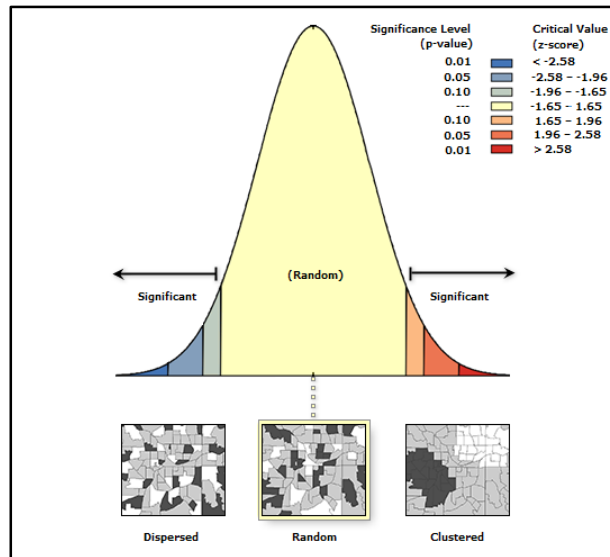 Significance Level Critical Value
(p-value) (z-score)
0.01 < -2.58
0.05 -2.58 – -1.96
0.10 -1.96 – -1.65
--- -1.65 – 1.65
0.10 1.65 – 1.96
0.05 1.96 – 2.58
0.01 > 2.58
(Random)
Significant Significant
Dispersed Random Clustered